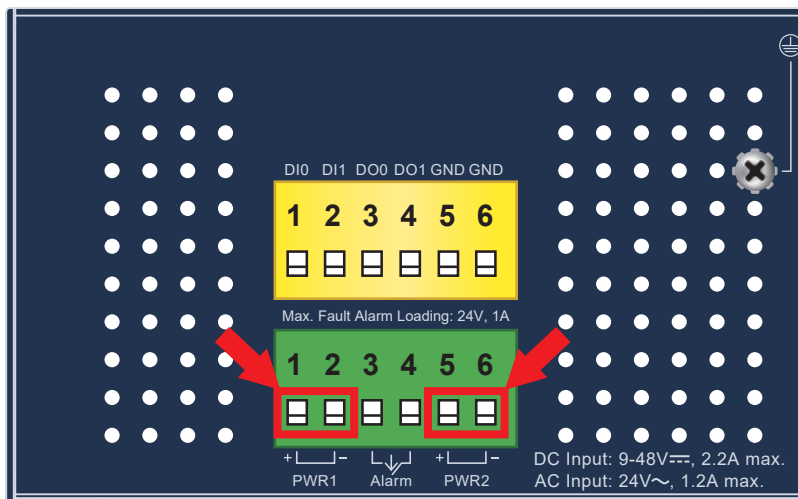 DI0 DI1 DO0 DO1 GND GND
1 2 3 4 5 6
Max. Fault Alarm Loading: 24V, 1A
1 2 3 4 5 6
+ - + -
PWR1 Alarm PWR2
DC Input: 9-48V⎓, 2.2A max.
AC Input: 24V~, 1.2A max.